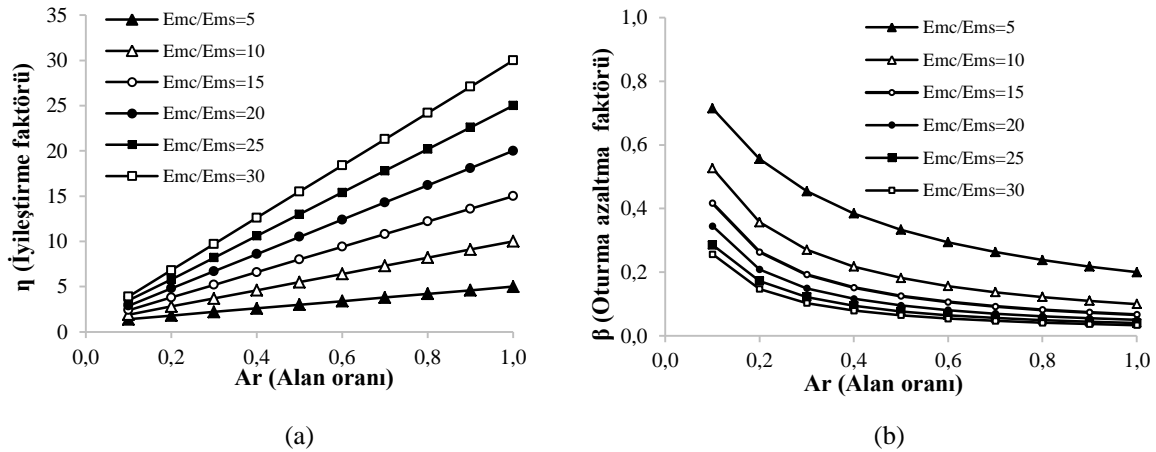 η (İyileştirme faktörü)
35
30
25
20
15
10
5
0
0,0
0,2
0,4
0,6
0,8
1,0
Ar (Alan oranı)
Emc/Ems=5
Emc/Ems=10
Emc/Ems=15
Emc/Ems=20
Emc/Ems=25
Emc/Ems=30
(a)
β (Oturma azaltma faktörü)
1,0
0,8
0,6
0,4
0,2
0,0
0,0
0,2
0,4
0,6
0,8
1,0
Ar (Alan oranı)
Emc/Ems=5
Emc/Ems=10
Emc/Ems=15
Emc/Ems=20
Emc/Ems=25
Emc/Ems=30
(b)